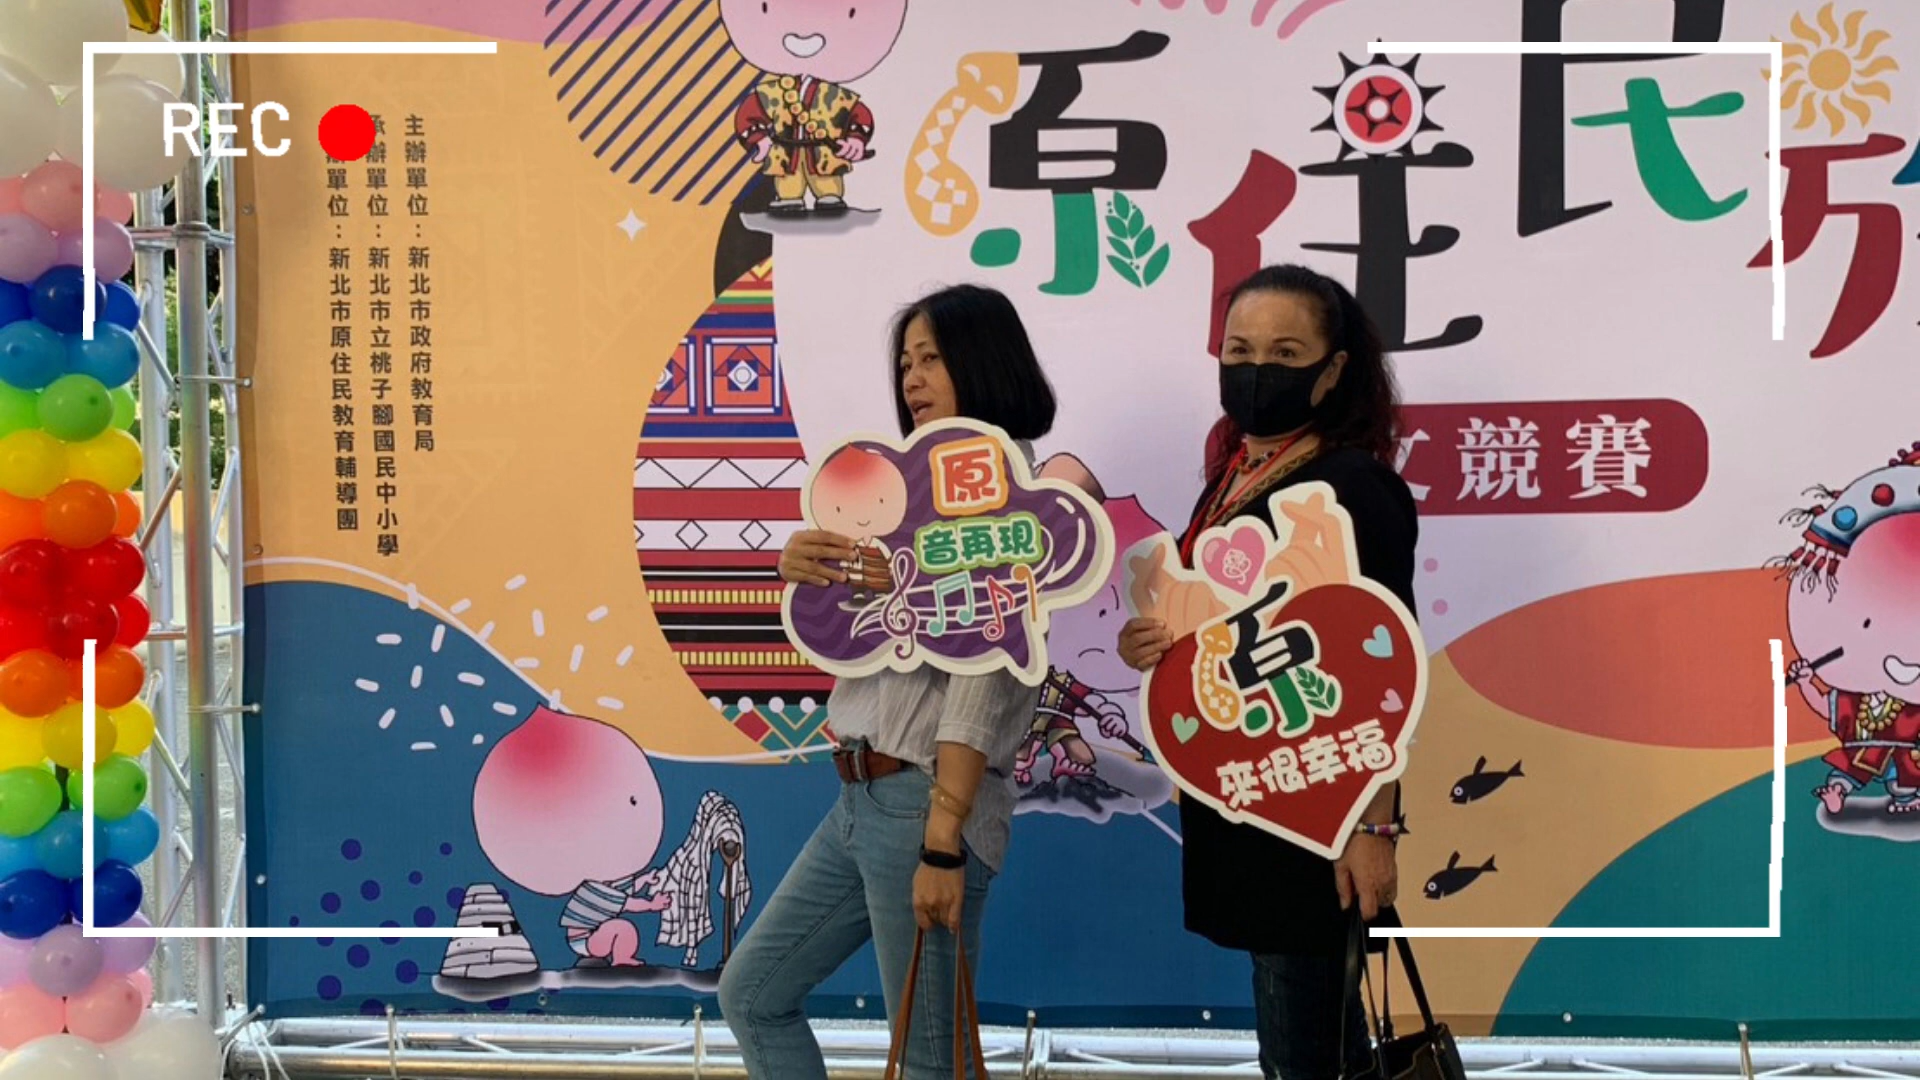 REC
主辦單位：新北市政府教育局
承辦單位：新北市立桃子腳國民中小學
單位：新北市原住民教育輔導團
原住民族
文競賽
原
音再現
原
來很幸福